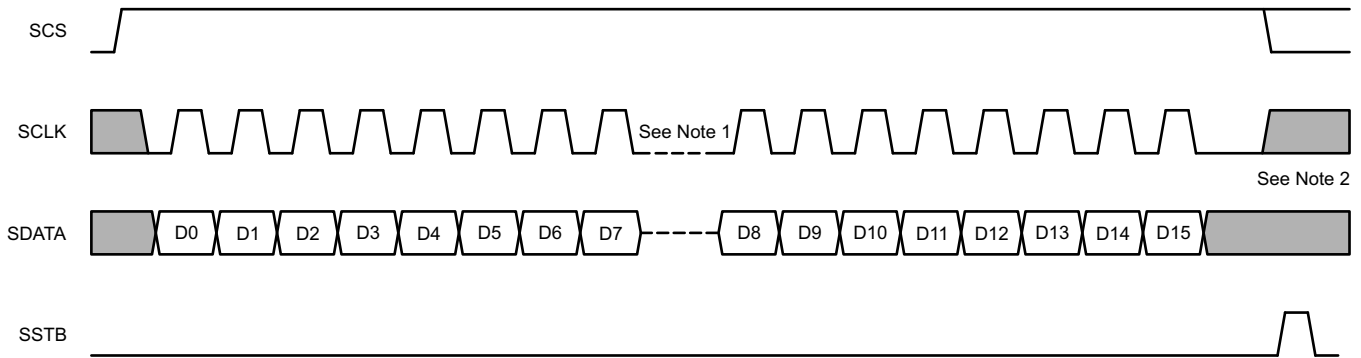 SCS
SCLK
See Note 1
See Note 2
SDATA
D0 D1 D2 D3 D4 D5 D6 D7 D8 D9 D10 D11 D12 D13 D14 D15
SSTB